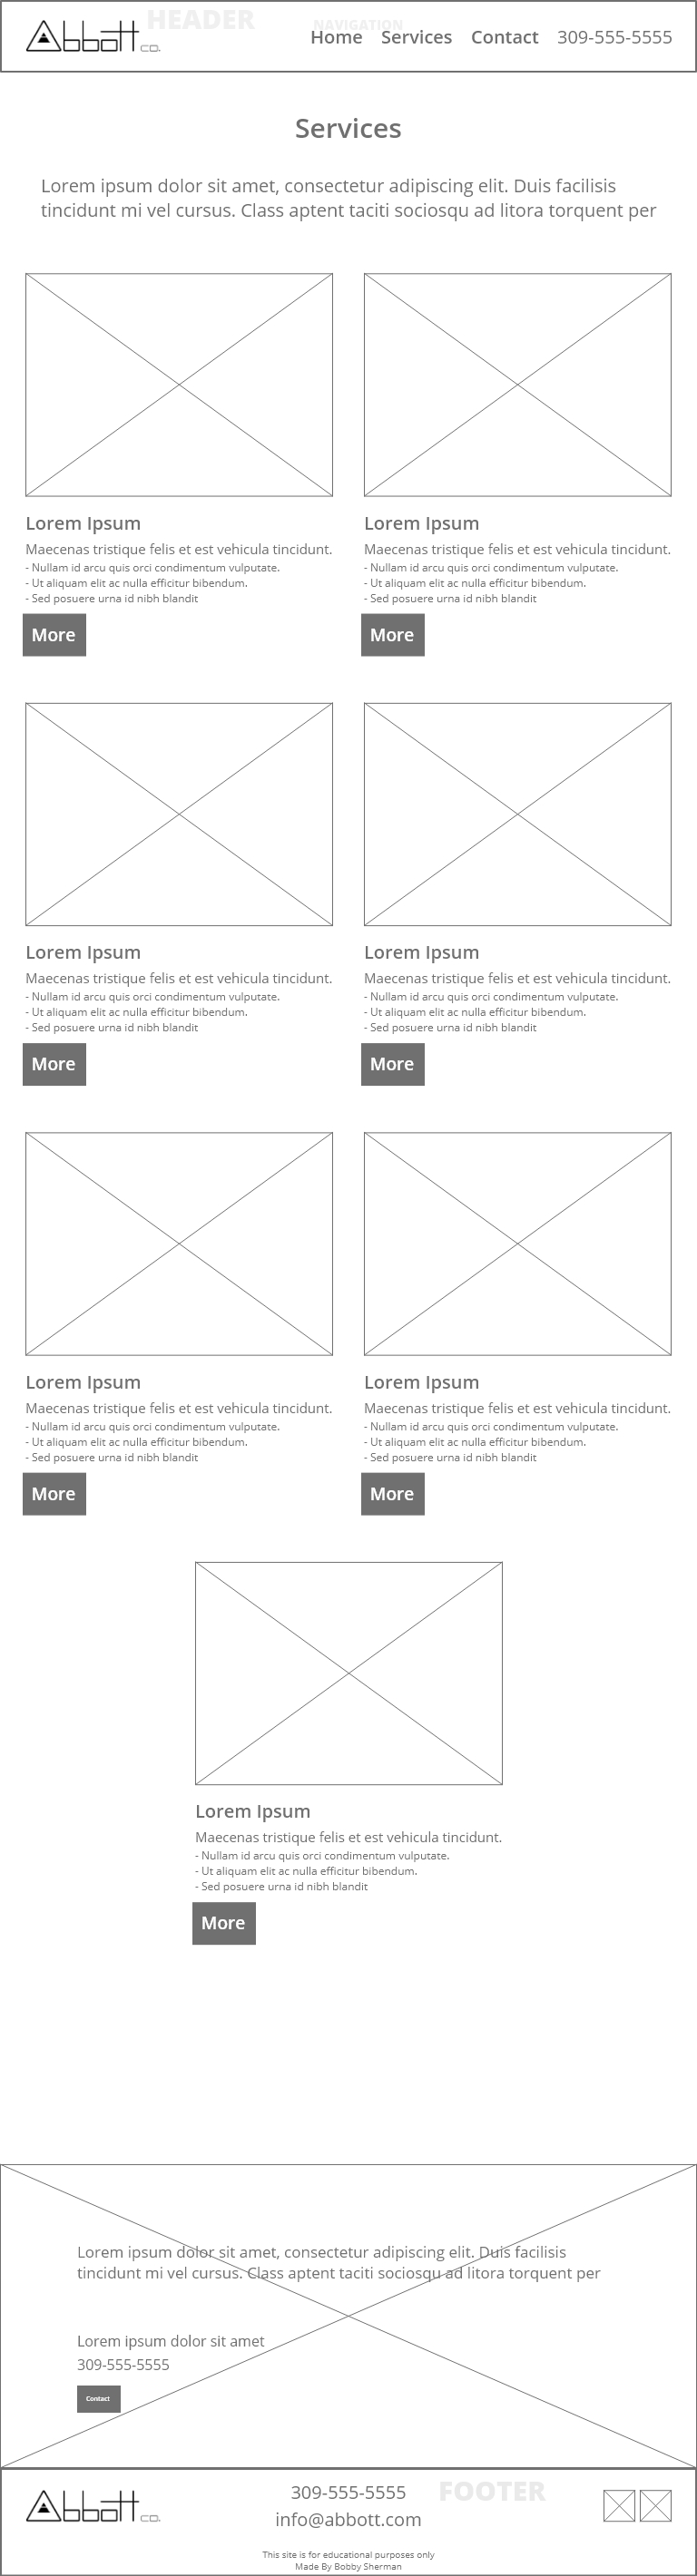 Abbott CO.
HEADER
NAVIGATION
Home Services Contact 309-555-5555
Services
Lorem ipsum dolor sit amet, consectetur adipiscing elit. Duis facilisis
tincidunt mi vel cursus. Class aptent taciti sociosqu ad litora torquent per
Lorem Ipsum
Maecenas tristique felis et est vehicula tincidunt.
- Nullam id arcu quis orci condimentum vulputate.
- Ut aliquam elit ac nulla efficitur bibendum.
- Sed posuere urna id nibh blandit
More
Lorem Ipsum
Maecenas tristique felis et est vehicula tincidunt.
- Nullam id arcu quis orci condimentum vulputate.
- Ut aliquam elit ac nulla efficitur bibendum.
- Sed posuere urna id nibh blandit
More
Lorem Ipsum
Maecenas tristique felis et est vehicula tincidunt.
- Nullam id arcu quis orci condimentum vulputate.
- Ut aliquam elit ac nulla efficitur bibendum.
- Sed posuere urna id nibh blandit
More
Lorem Ipsum
Maecenas tristique felis et est vehicula tincidunt.
- Nullam id arcu quis orci condimentum vulputate.
- Ut aliquam elit ac nulla efficitur bibendum.
- Sed posuere urna id nibh blandit
More
Lorem Ipsum
Maecenas tristique felis et est vehicula tincidunt.
- Nullam id arcu quis orci condimentum vulputate.
- Ut aliquam elit ac nulla efficitur bibendum.
- Sed posuere urna id nibh blandit
More
Lorem Ipsum
Maecenas tristique felis et est vehicula tincidunt.
- Nullam id arcu quis orci condimentum vulputate.
- Ut aliquam elit ac nulla efficitur bibendum.
- Sed posuere urna id nibh blandit
More
Lorem Ipsum
Maecenas tristique felis et est vehicula tincidunt.
- Nullam id arcu quis orci condimentum vulputate.
- Ut aliquam elit ac nulla efficitur bibendum.
- Sed posuere urna id nibh blandit
More
Lorem ipsum dolor sit amet, consectetur adipiscing elit. Duis facilisis
tincidunt mi vel cursus. Class aptent taciti sociosqu ad litora torquent per
Lorem ipsum dolor sit amet
309-555-5555
Contact
Abbott CO.
309-555-5555
FOOTER
info@abbott.com
This site is for educational purposes only
Made By Bobby Sherman